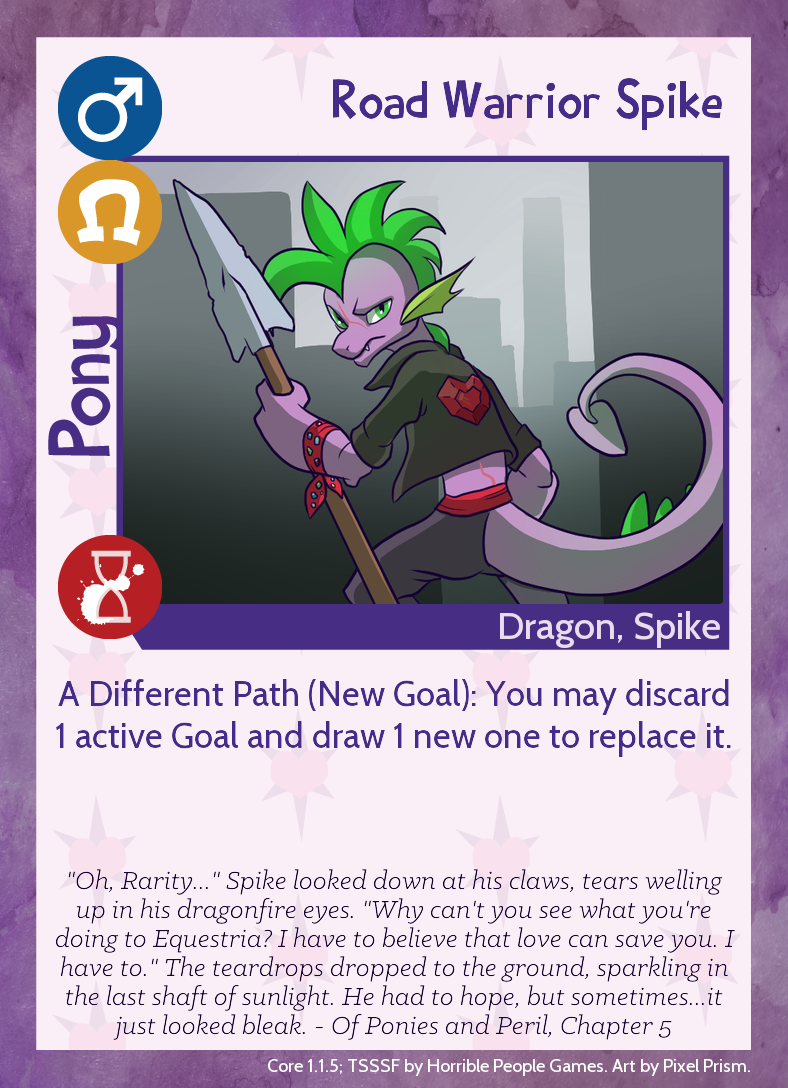 Road Warrior Spike
Pony
Dragon, Spike
A Different Path (New Goal): You may discard
1 active Goal and draw 1 new one to replace it.
"Oh, Rarity..." Spike looked down at his claws, tears welling
up in his dragonfire eyes. "Why can't you see what you're
doing to Equestria? I have to believe that love can save you. I
have to." The teardrops dropped to the ground, sparkling in
the last shaft of sunlight. He had to hope, but sometimes...it
just looked bleak. - Of Ponies and Peril, Chapter 5
Core 1.1.5; TSSSF by Horrible People Games. Art by Pixel Prism.